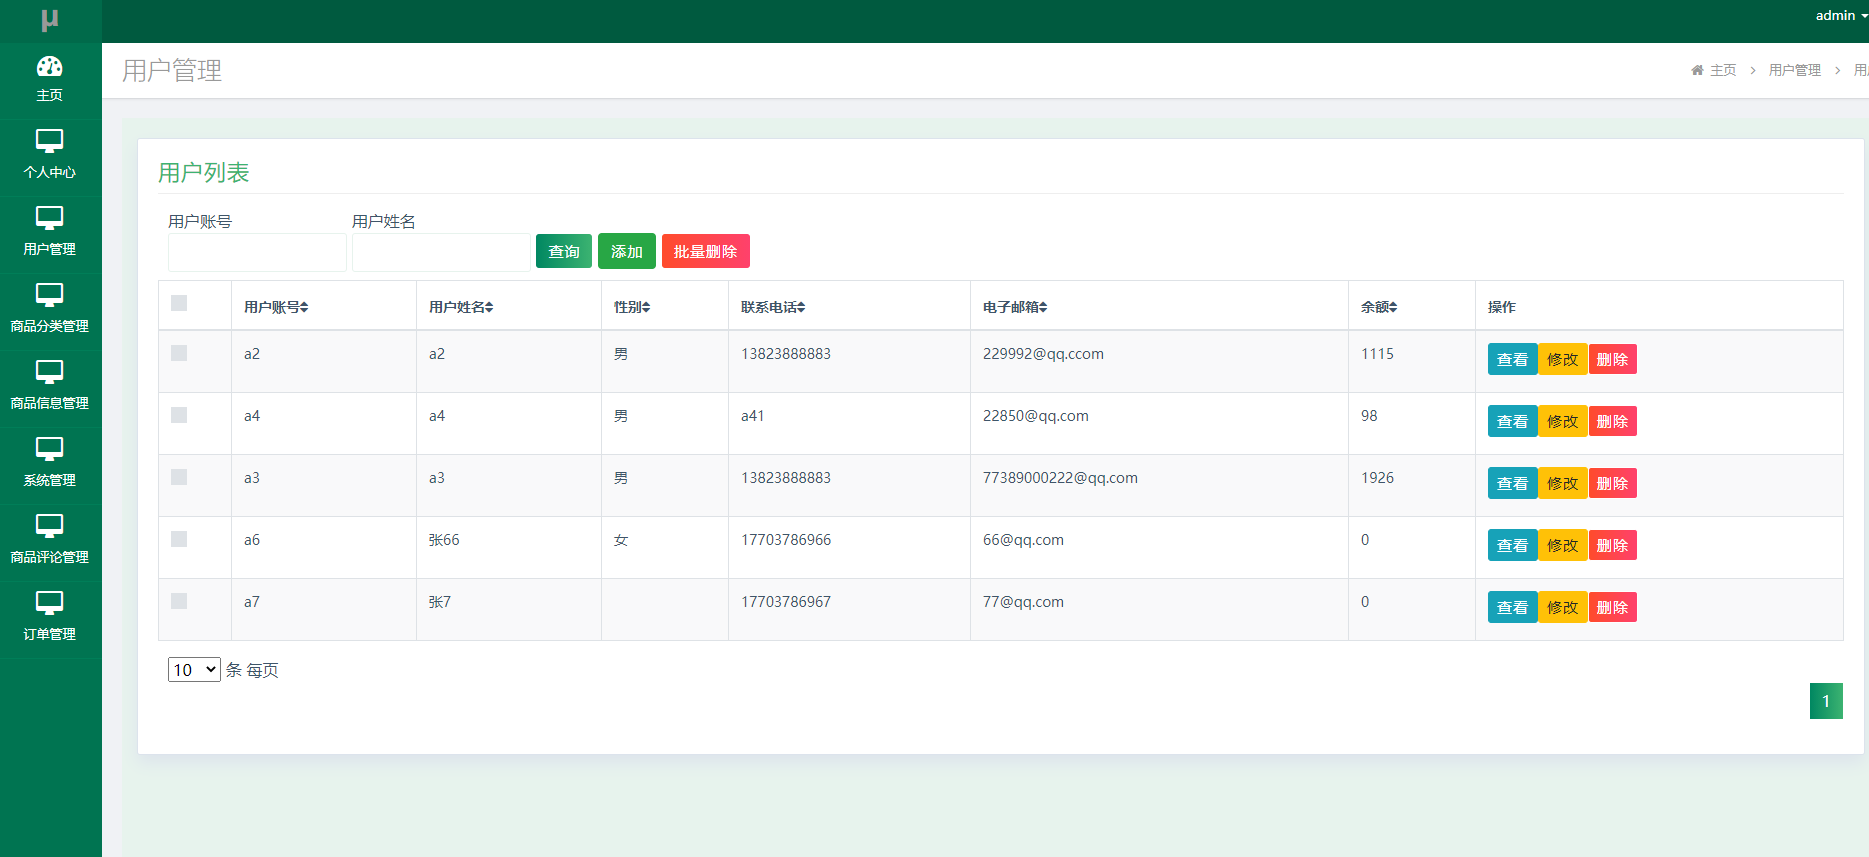 µ
admin
主页
个人中心
用户管理
商品分类管理
商品信息管理
系统管理
商品评论管理
订单管理
用户管理
主页 > 用户管理 >
用户列表
用户账号 用户姓名
查询 添加 批量删除
用户账号 用户姓名 性别 联系电话 电子邮箱 余额 操作
a2 a2 男 13823888883 229992@qq.ccom 1115 查看 修改 删除
a4 a4 男 a41 22850@qq.com 98 查看 修改 删除
a3 a3 男 13823888883 77389000222@qq.com 1926 查看 修改 删除
a6 张66 女 17703786966 66@qq.com 0 查看 修改 删除
a7 张7 17703786967 77@qq.com 0 查看 修改 删除
10 条 每页
1